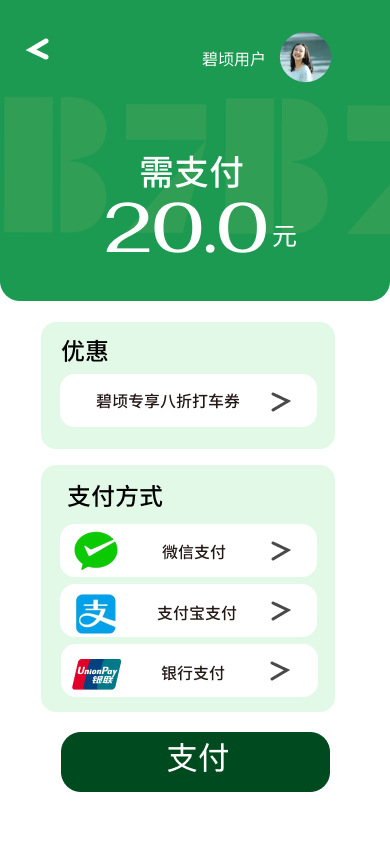 碧顷用户
BZBZ
需支付
20.0元
优惠
碧顷专享八折打车券
支付方式
微信支付
支
支付宝支付
UnionPay
银联
银行支付
支付